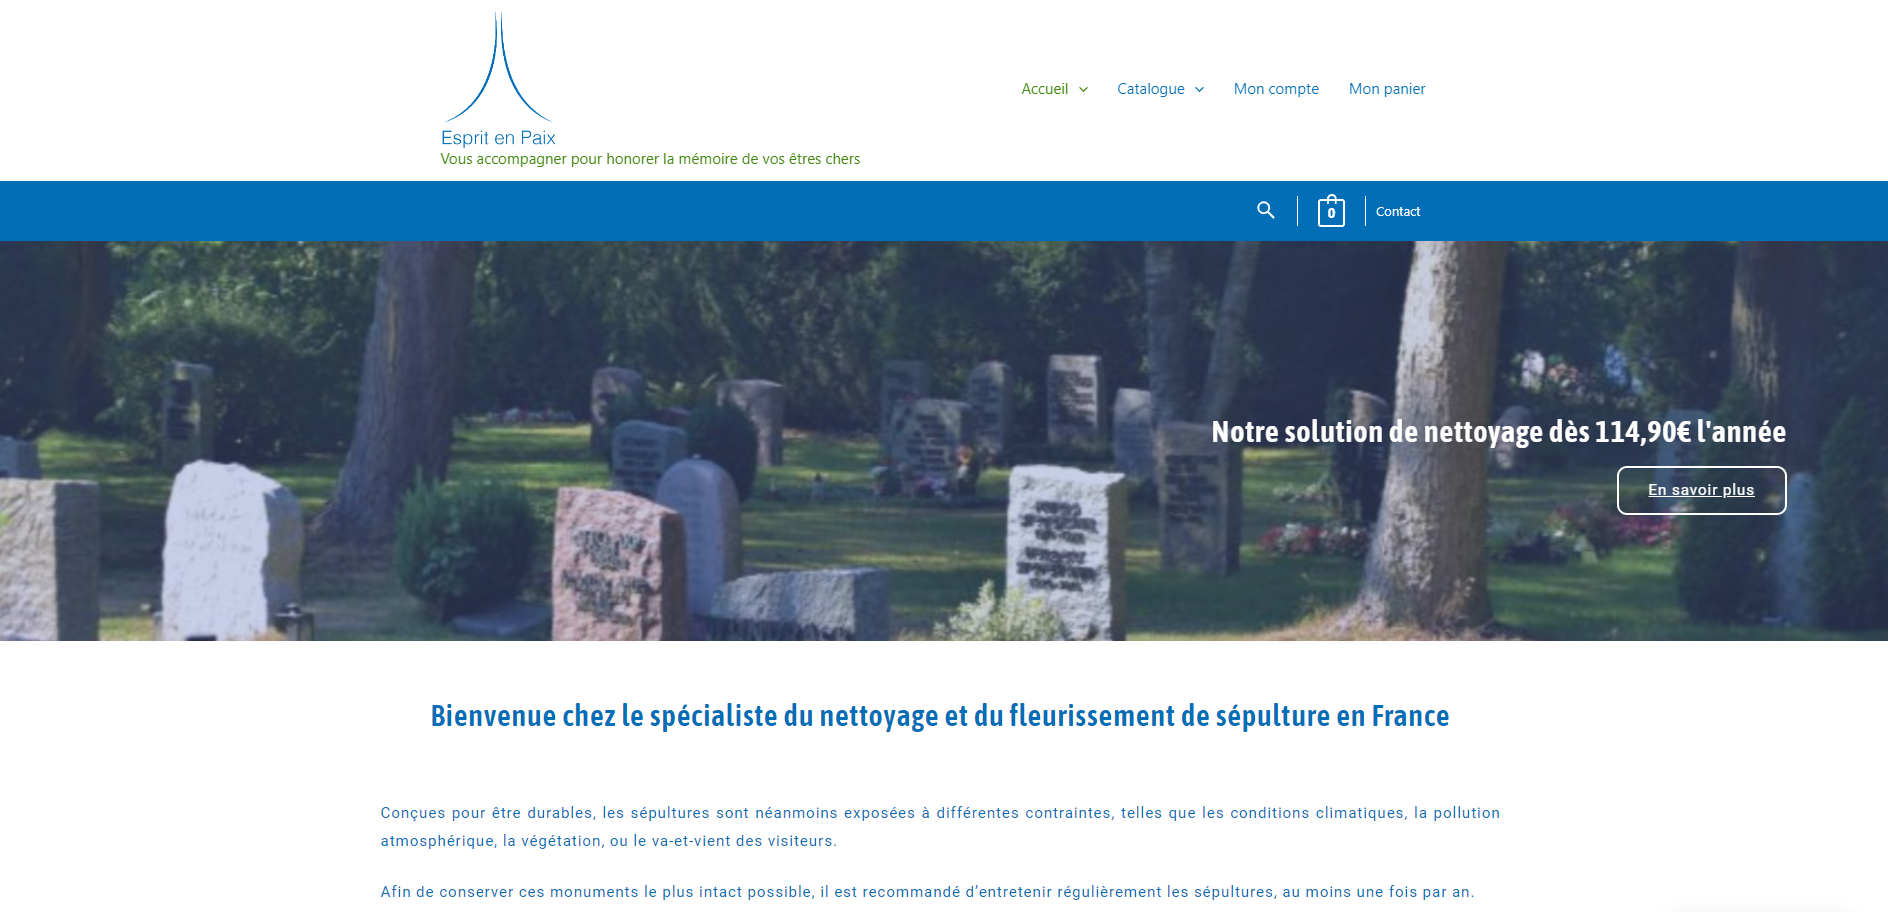 Esprit en Paix
Vous accompagner pour honorer la mémoire de vos êtres chers
Accueil
Catalogue
Mon compte
Mon panier
0
Contact
Notre solution de nettoyage dès 114,90€ l'année
En savoir plus
Bienvenue chez le spécialiste du nettoyage et du fleurissement de sépulture en France
Conçues pour être durables, les sépultures sont néanmoins exposées à différentes contraintes, telles que les conditions climatiques, la pollution
atmosphérique, la végétation, ou le va-et-vient des visiteurs.
Afin de conserver ces monuments le plus intact possible, il est recommandé d’entretenir régulièrement les sépultures, au moins une fois par an.